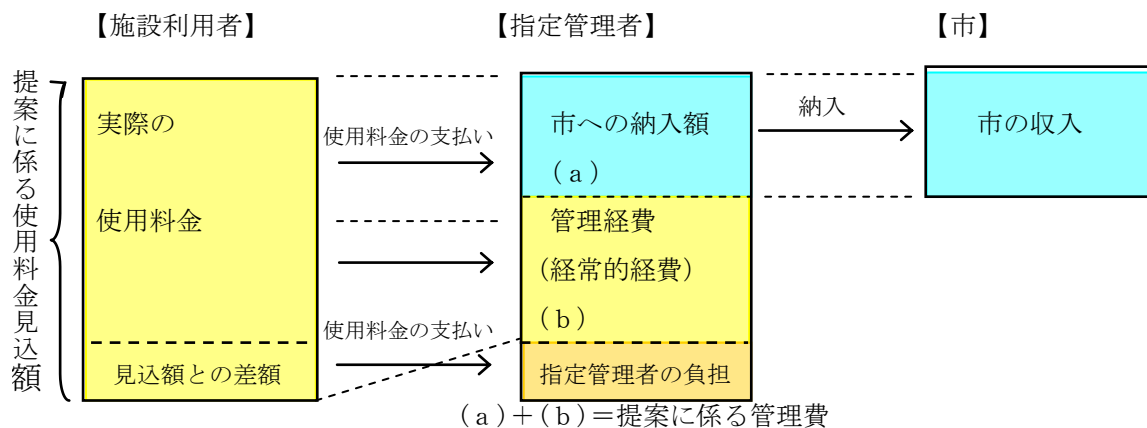 【施設利用者】
【指定管理者】
【市】
提案に係る使用料金見込額
実際の
使用料金
見込額との差額
使用料金の支払い
使用料金の支払い
市への納入額
(a)
管理経費
(経常的経費)
(b)
指定管理者の負担
納入
市の収入
(a)+(b)=提案に係る管理費